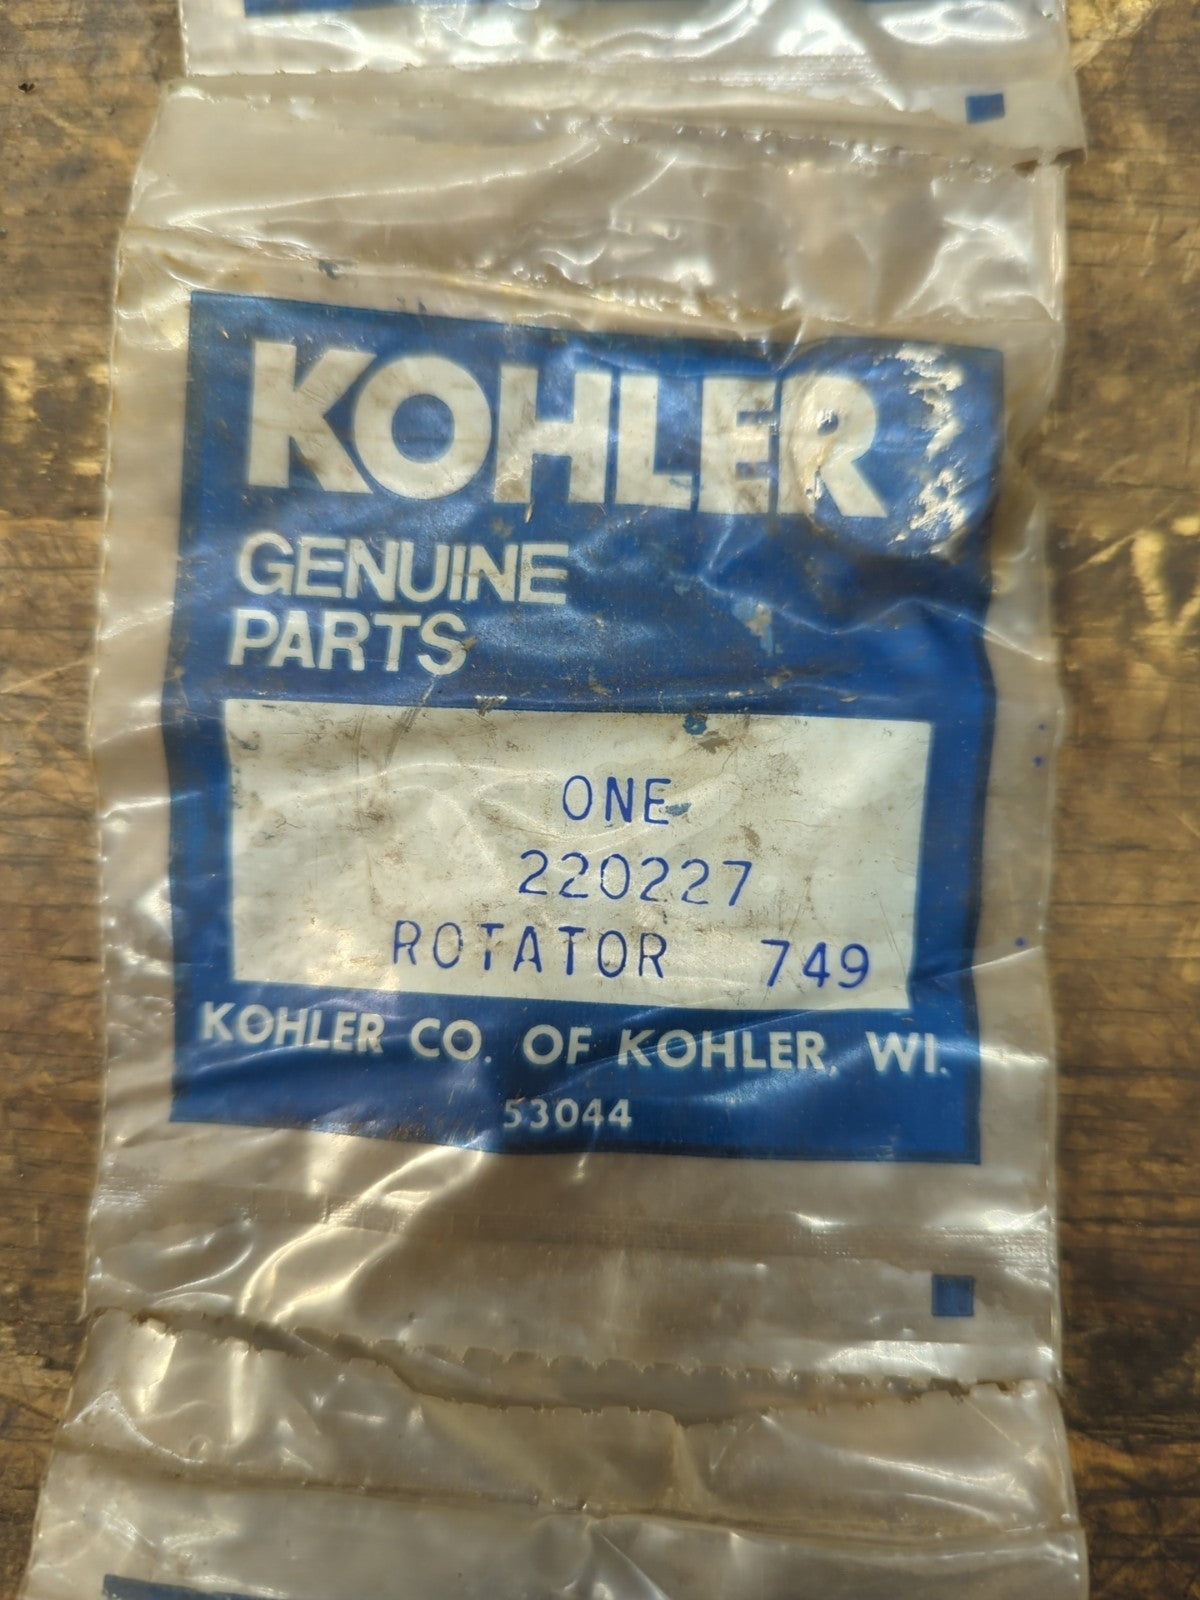 KOHLER
GENUINE
PARTS
ONE
220227
ROTATOR 749
KOHLER CO. OF KOHLER, WI.
53044